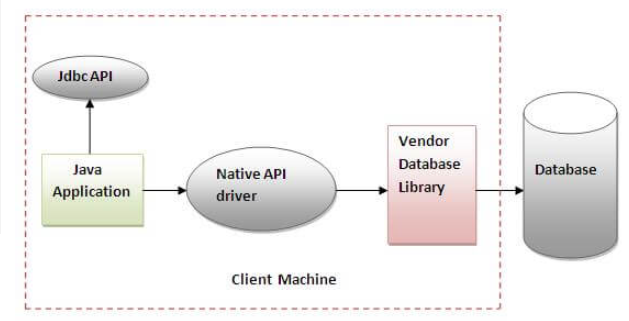 Jdbc API
Java
Application
Native API
driver
Vendor
Database
Library
Database
Client Machine